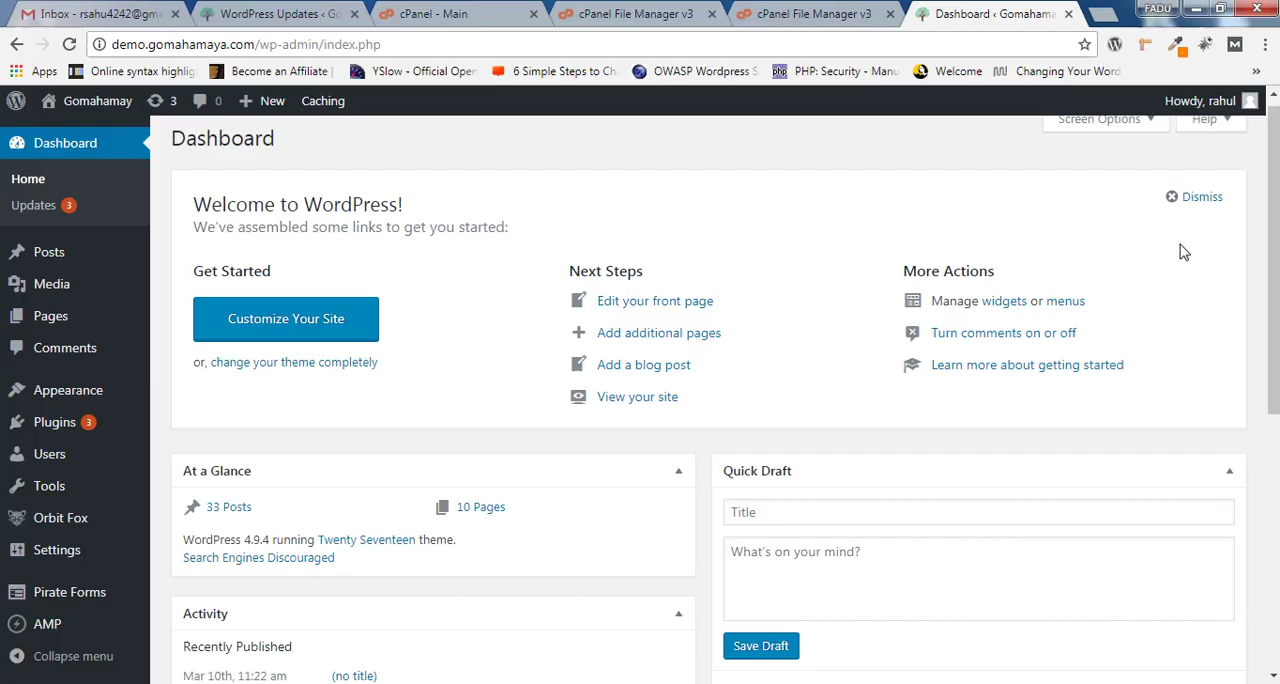 Inbox - rsahu4242@gm
WordPress Updates ‹ Go
cPanel - Main
cPanel File Manager v3
cPanel File Manager v3
Dashboard ‹ Gomahama
FADU
demo.gomahamaya.com/wp-admin/index.php
Apps
Online syntax highlig
Become an Affiliate
YSlow - Official Open
6 Simple Steps to Ch
OWASP Wordpress S
PHP: Security - Manu
Welcome
Changing Your Word
»
Gomahamay
3
0
New
Caching
Howdy, rahul
Dashboard
Home
Updates 3
Posts
Media
Pages
Comments
Appearance
Plugins 3
Users
Tools
Orbit Fox
Settings
Pirate Forms
AMP
Collapse menu
Screen Options
Help
Dashboard
Welcome to WordPress!
We've assembled some links to get you started:
Dismiss
Get Started
Customize Your Site
or, change your theme completely
Next Steps
Edit your front page
Add additional pages
Add a blog post
View your site
More Actions
Manage widgets or menus
Turn comments on or off
Learn more about getting started
At a Glance
33 Posts
10 Pages
WordPress 4.9.4 running Twenty Seventeen theme.
Search Engines Discouraged
Activity
Recently Published
Mar 10th, 11:22 am
(no title)
Quick Draft
Title
What's on your mind?
Save Draft